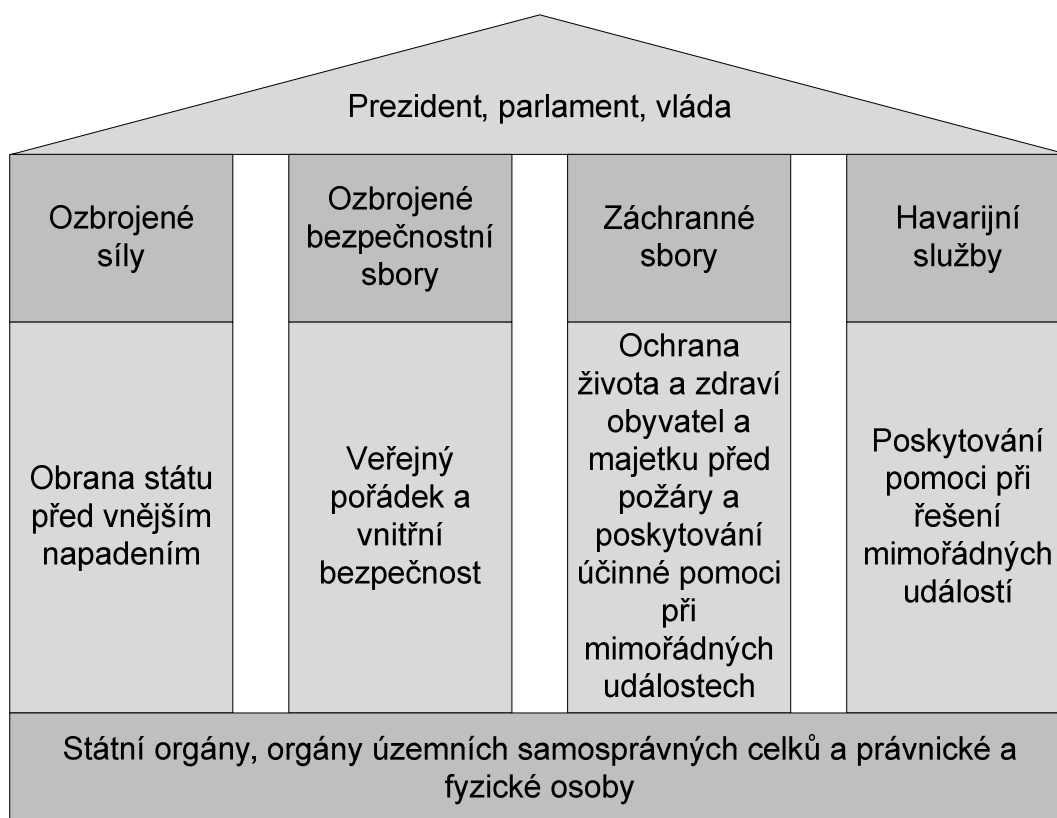 Prezident, parlament, vláda
Ozbrojené
síly
Ozbrojené
bezpečnostní
sbory
Záchranné
sbory
Havarijní
služby
Obrana státu
před vnějším
napadením
Veřejný
pořádek a
vnitřní
bezpečnost
Ochrana
života a zdraví
obyvatel a
majetku před
požáry a
poskytování
účinné pomoci
při
mimořádných
událostech
Poskytování
pomoci při
řešení
mimořádných
událostí
Státní orgány, orgány územních samosprávných celků a právnické a
fyzické osoby